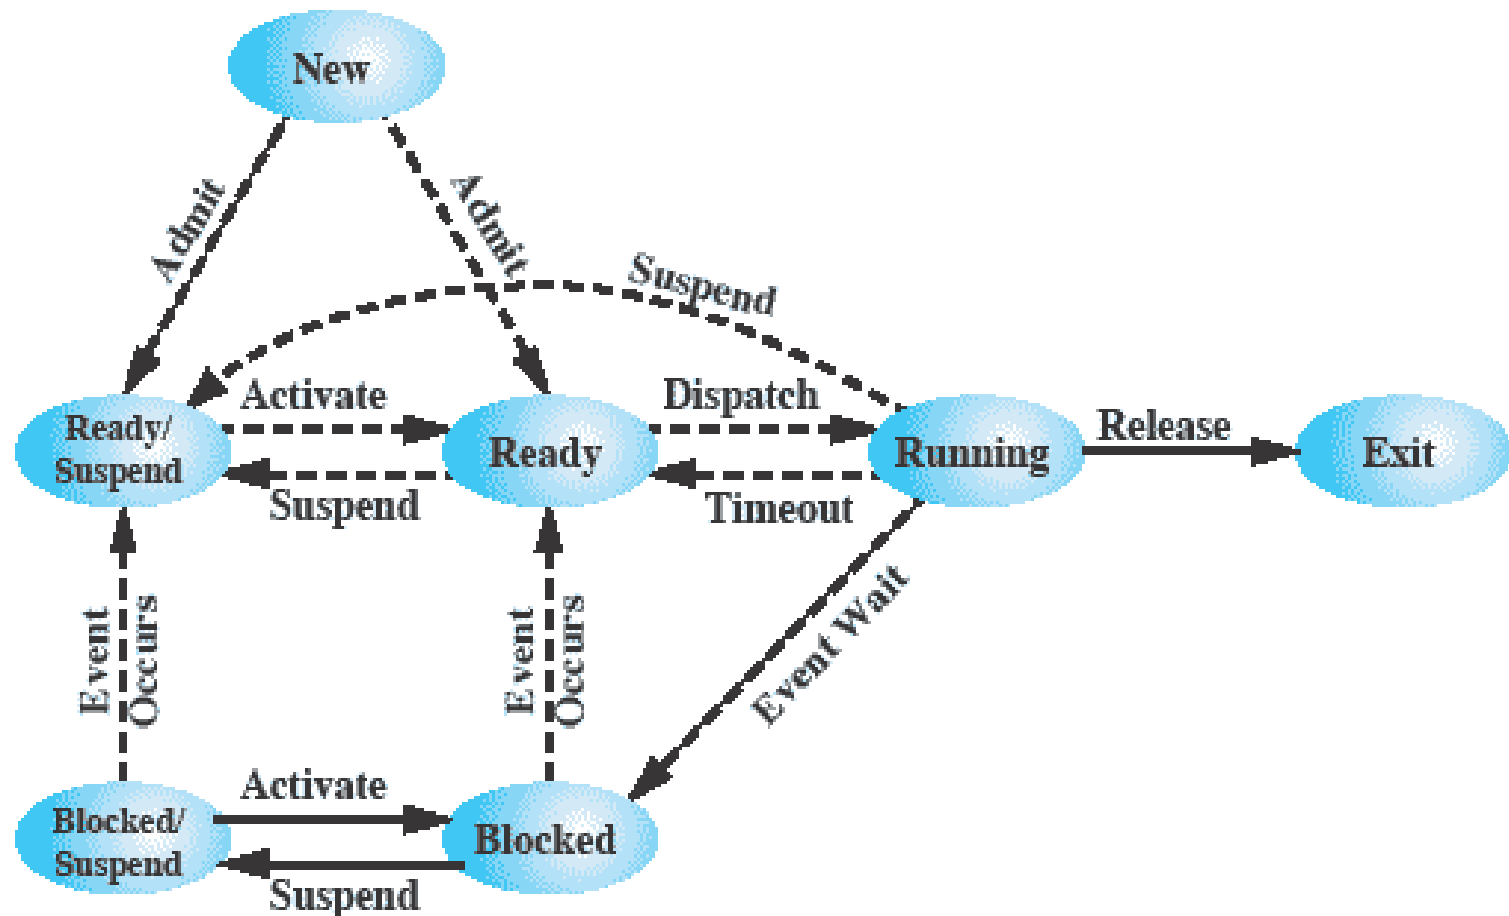 New
Admit
Admit
Suspend
Activate
Dispatch
Ready/
Suspend
Ready
Running
Release
Exit
Suspend
Timeout
Event
Occurs
Event
Occurs
Event Wait
Activate
Blocked/
Suspend
Blocked
Suspend